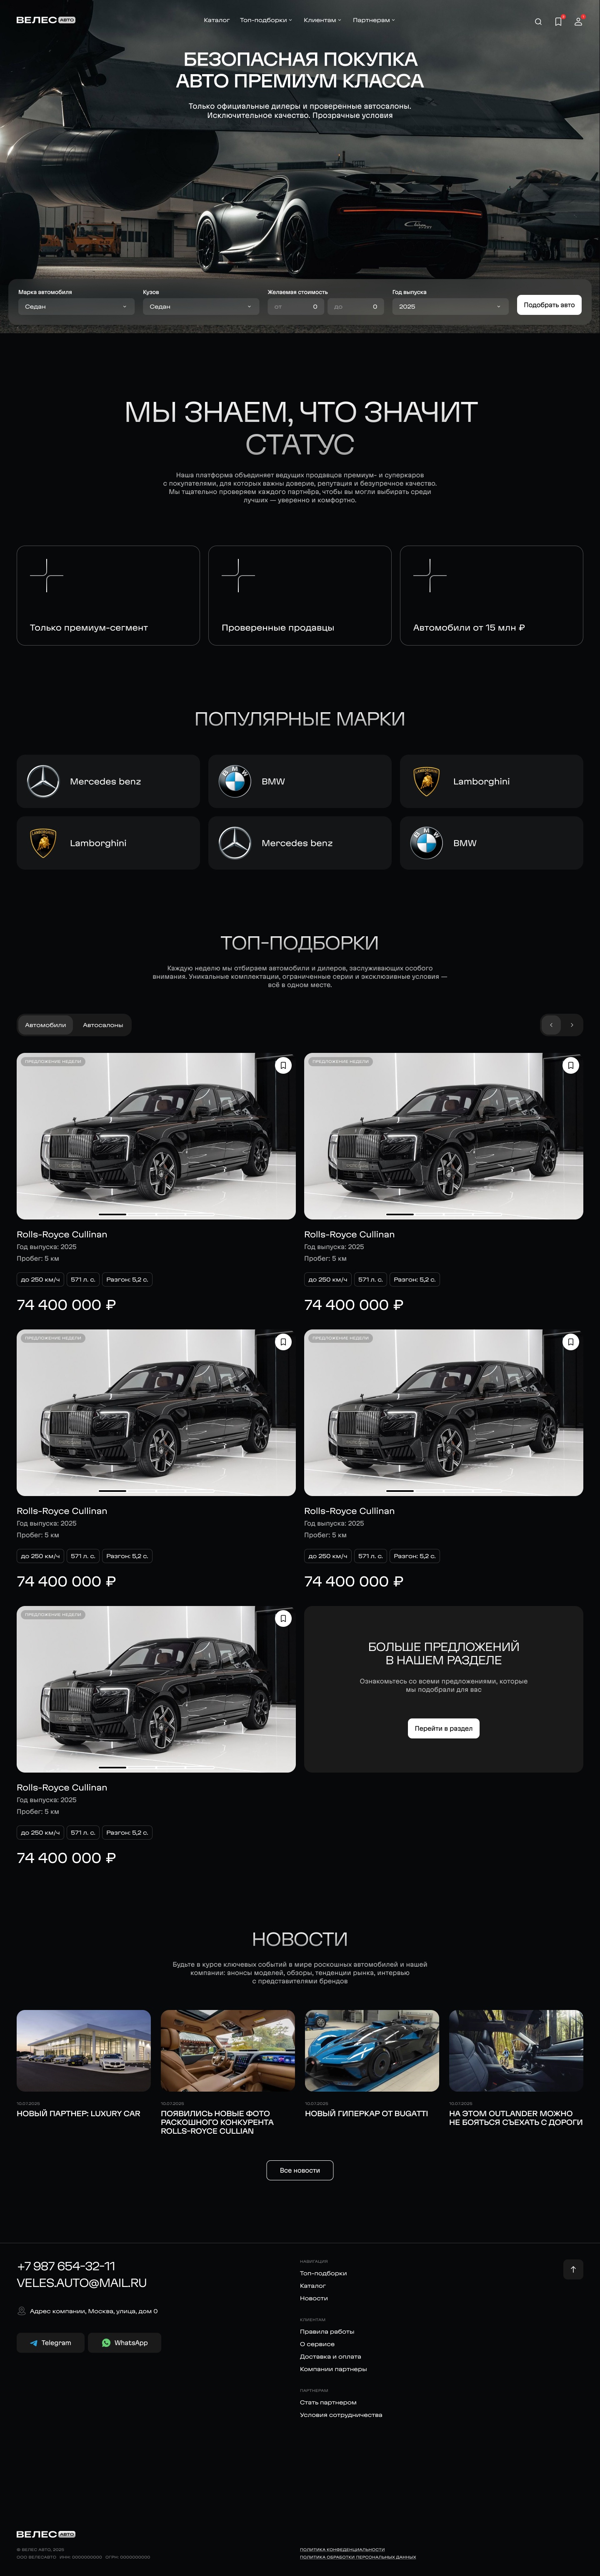 ВЕЛЕС АВТО
Каталог Топ-подборки Клиентам Партнерам
БЕЗОПАСНАЯ ПОКУПКА
АВТО ПРЕМИУМ КЛАССА
Только официальные дилеры и проверенные автосалоны.
Исключительное качество. Прозрачные условия
Марка автомобиля Кузов Желаемая стоимость Год выпуска
Седан Седан от 0 до 0 2025 Подобрать авто
МЫ ЗНАЕМ, ЧТО ЗНАЧИТ
СТАТУС
Наша платформа объединяет ведущих продавцов премиум- и суперкаров
с покупателями, для которых важны доверие, репутация и безупречное качество.
Мы тщательно проверяем каждого партнёра, чтобы вы могли выбирать среди
лучших — уверенно и комфортно.
Только премиум-сегмент
Проверенные продавцы
Автомобили от 15 млн ₽
ПОПУЛЯРНЫЕ МАРКИ
Mercedes benz
BMW
Lamborghini
Lamborghini
Mercedes benz
BMW
ТОП-ПОДБОРКИ
Каждую неделю мы отбираем автомобили и дилеров, заслуживающих особого
внимания. Уникальные комплектации, ограниченные серии и эксклюзивные условия —
всё в одном месте.
Автомобили Автосалоны
ПРЕДЛОЖЕНИЕ НЕДЕЛИ
Rolls-Royce Cullinan
Год выпуска: 2025
Пробег: 5 км
до 250 км/ч 571 л. с. Разгон: 5,2 с.
74 400 000 ₽
ПРЕДЛОЖЕНИЕ НЕДЕЛИ
Rolls-Royce Cullinan
Год выпуска: 2025
Пробег: 5 км
до 250 км/ч 571 л. с. Разгон: 5,2 с.
74 400 000 ₽
ПРЕДЛОЖЕНИЕ НЕДЕЛИ
Rolls-Royce Cullinan
Год выпуска: 2025
Пробег: 5 км
до 250 км/ч 571 л. с. Разгон: 5,2 с.
74 400 000 ₽
ПРЕДЛОЖЕНИЕ НЕДЕЛИ
Rolls-Royce Cullinan
Год выпуска: 2025
Пробег: 5 км
до 250 км/ч 571 л. с. Разгон: 5,2 с.
74 400 000 ₽
ПРЕДЛОЖЕНИЕ НЕДЕЛИ
Rolls-Royce Cullinan
Год выпуска: 2025
Пробег: 5 км
до 250 км/ч 571 л. с. Разгон: 5,2 с.
74 400 000 ₽
БОЛЬШЕ ПРЕДЛОЖЕНИЙ
В НАШЕМ РАЗДЕЛЕ
Ознакомьтесь со всеми предложениями, которые
мы подобрали для вас
Перейти в раздел
НОВОСТИ
Будьте в курсе ключевых событий в мире роскошных автомобилей и нашей
компании: анонсы моделей, обзоры, тенденции рынка, интервью
с представителями брендов
10.07.2025
НОВЫЙ ПАРТНЕР: LUXURY CAR
10.07.2025
ПОЯВИЛИСЬ НОВЫЕ ФОТО
РАСКОШНОГО КОНКУРЕНТА
ROLLS-ROYCE CULLIAN
10.07.2025
НОВЫЙ ГИПЕРКАР ОТ BUGATTI
10.07.2025
НА ЭТОМ OUTLANDER МОЖНО
НЕ БОЯТЬСЯ СЪЕХАТЬ С ДОРОГИ
Все новости
+7 987 654-32-11
VELES.AUTO@MAIL.RU
Адрес компании, Москва, улица, дом 0
Telegram WhatsApp
НАВИГАЦИЯ
Топ-подборки
Каталог
Новости
КЛИЕНТАМ
Правила работы
О сервисе
Доставка и оплата
Компании партнеры
ПАРТНЕРАМ
Стать партнером
Условия сотрудничества
ВЕЛЕС АВТО
© ВЕЛЕС АВТО, 2025
ООО ВЕЛЕСАВТО ИНН: 0000000000 ОГРН: 0000000000
ПОЛИТИКА КОНФЕДЕНЦИАЛЬНОСТИ
ПОЛИТИКА ОБРАБОТКИ ПЕРСОНАЛЬНЫХ ДАННЫХ